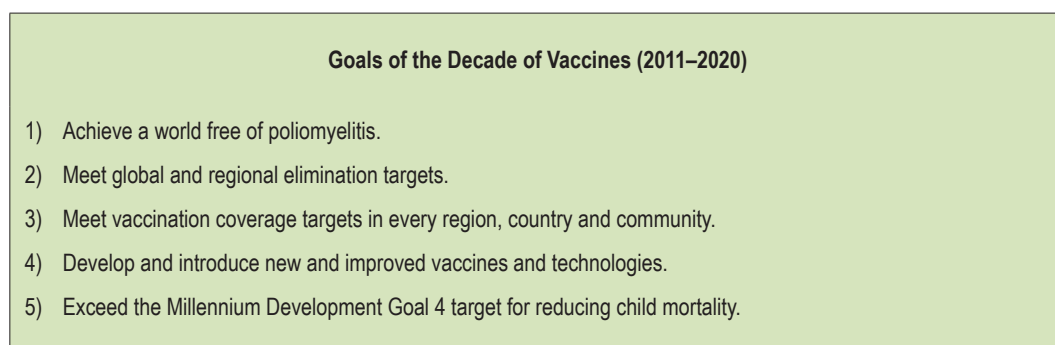 Goals of the Decade of Vaccines (2011–2020)
1) Achieve a world free of poliomyelitis.
2) Meet global and regional elimination targets.
3) Meet vaccination coverage targets in every region, country and community.
4) Develop and introduce new and improved vaccines and technologies.
5) Exceed the Millennium Development Goal 4 target for reducing child mortality.